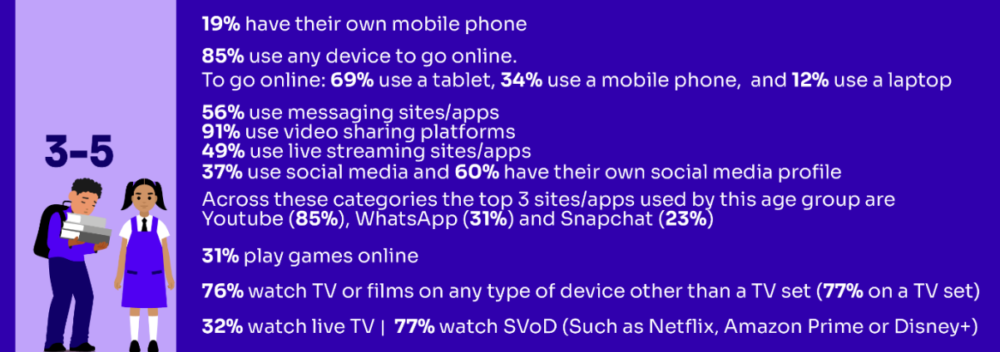 3-5
19% have their own mobile phone
85% use any device to go online.
To go online: 69% use a tablet, 34% use a mobile phone, and 12% use a laptop
56% use messaging sites/apps
91% use video sharing platforms
49% use live streaming sites/apps
37% use social media and 60% have their own social media profile
Across these categories the top 3 sites/apps used by this age group are
Youtube (85%), WhatsApp (31%) and Snapchat (23%)
31% play games online
76% watch TV or films on any type of device other than a TV set (77% on a TV set)
32% watch live TV | 77% watch SVoD (Such as Netflix, Amazon Prime or Disney+)